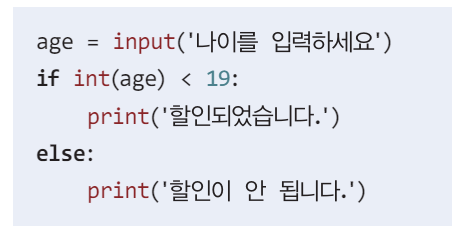 age = input('나이를 입력하세요')
if int(age) < 19:
    print('할인되었습니다.')
else:
    print('할인이 안 됩니다.')